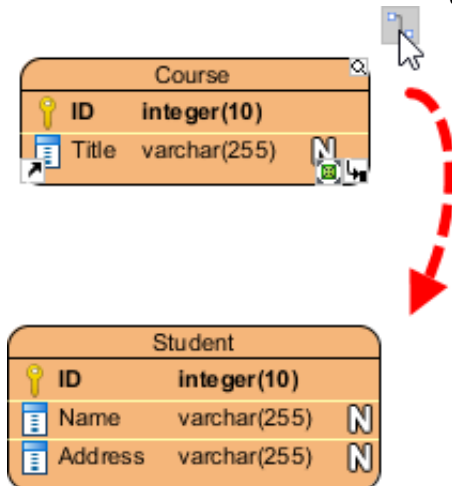 Course
ID integer(10)
Title varchar(255) N
Student
ID integer(10)
Name varchar(255) N
Address varchar(255) N